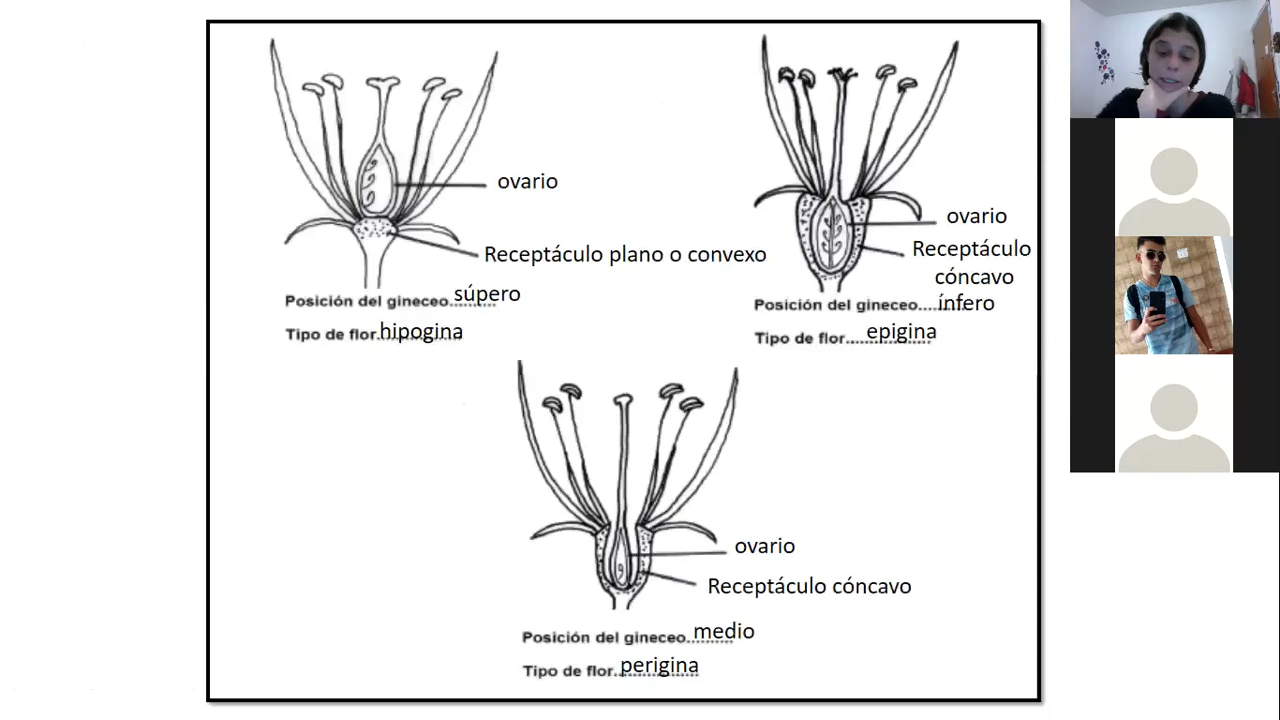 ovario
Receptáculo plano o convexo
Posición del gineceo..........súpero
Tipo de flor....................hipogina
ovario
Receptáculo
cóncavo
Posición del gineceo..........ínfero
Tipo de flor....................epigina
ovario
Receptáculo cóncavo
Posición del gineceo..........medio
Tipo de flor....................perigina